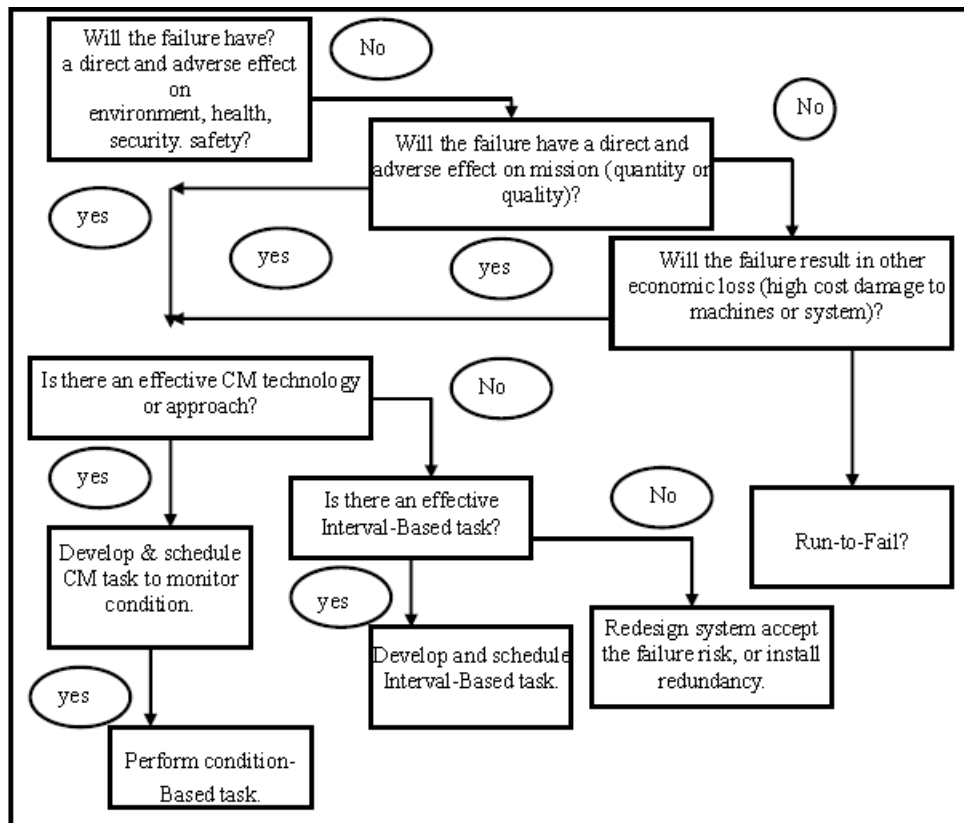 Will the failure have?
a direct and adverse effect
on
environment, health,
security. safety?
No
No
Will the failure have a direct and
adverse effect on mission (quantity or
quality)?
yes
yes
yes
Will the failure result in other
economic loss (high cost damage to
machines or system)?
Is there an effective CM technology
or approach?
No
yes
Is there an effective
Interval-Based task?
No
Run-to-Fail?
Develop & schedule
CM task to monitor
condition.
yes
Develop and schedule
Interval-Based task.
Redesign system accept
the failure risk, or install
redundancy.
yes
Perform condition-
Based task.